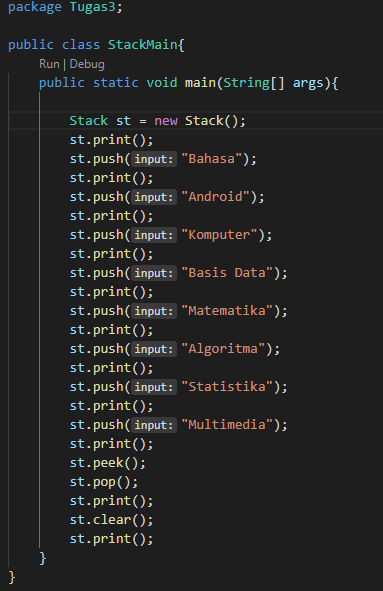 package Tugas3;
public class StackMain{
Run | Debug
public static void main(String[] args){
Stack st = new Stack();
st.print();
st.push(input: "Bahasa");
st.print();
st.push(input: "Android");
st.print();
st.push(input: "Komputer");
st.print();
st.push(input: "Basis Data");
st.print();
st.push(input: "Matematika");
st.print();
st.push(input: "Algoritma");
st.print();
st.push(input: "Statistika");
st.print();
st.push(input: "Multimedia");
st.print();
st.peek();
st.pop();
st.print();
st.clear();
st.print();
}
}